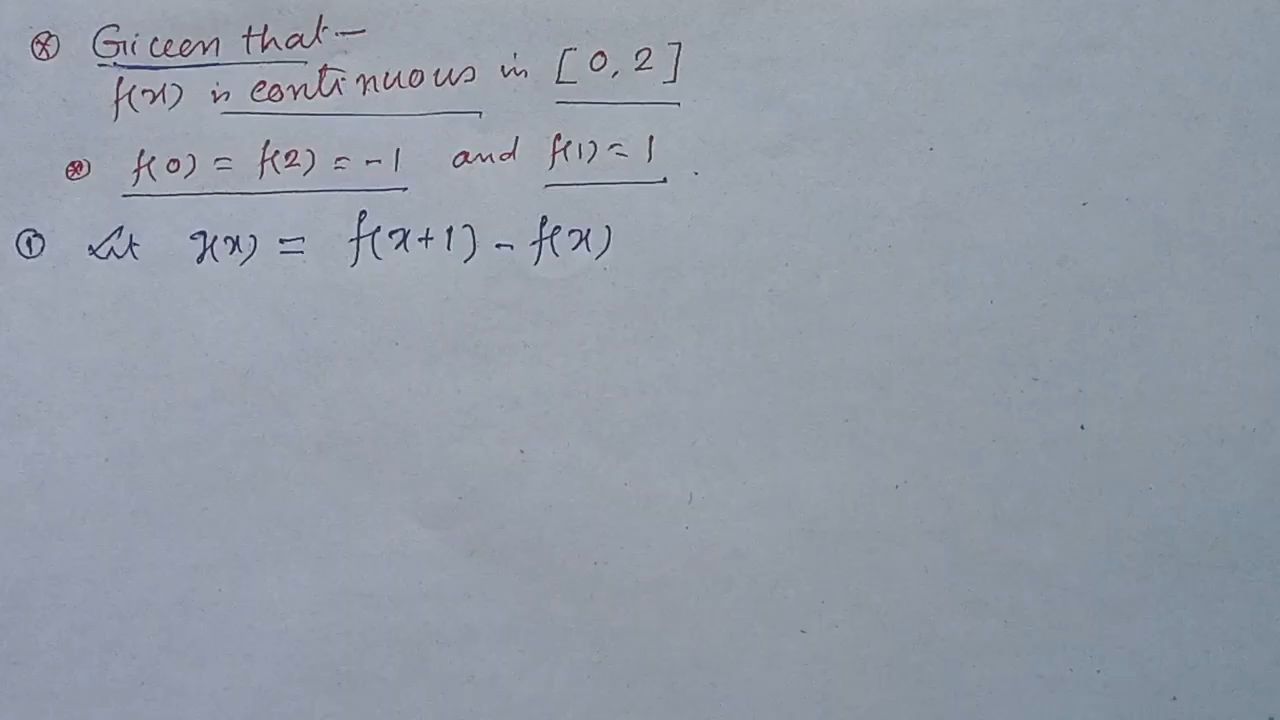 ⊗ Given that -
f(x) is continuous in [0, 2]
⊗ f(0) = f(2) = -1 and f(1) = 1.
① Let g(x) = f(x+1) - f(x)